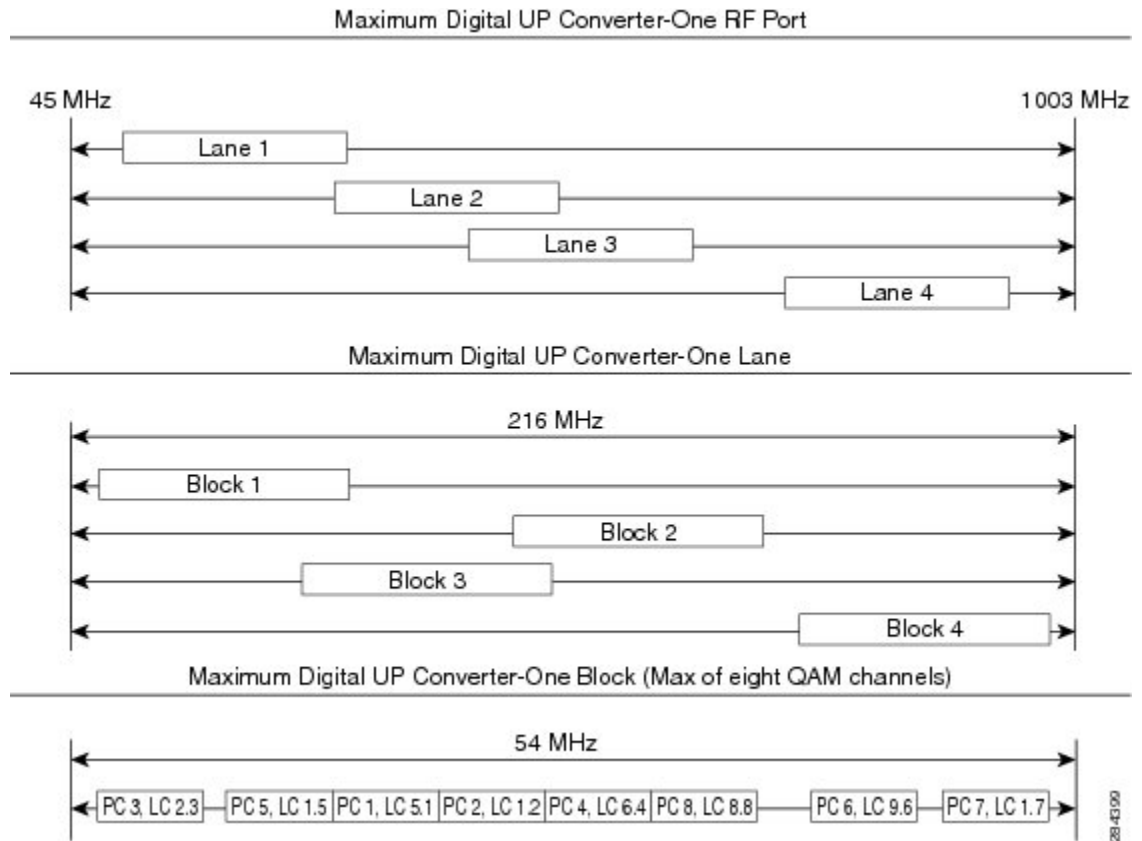 Maximum Digital UP Converter-One RF Port
45 MHz
1003 MHz
Lane 1
Lane 2
Lane 3
Lane 4
Maximum Digital UP Converter-One Lane
216 MHz
Block 1
Block 2
Block 3
Block 4
Maximum Digital UP Converter-One Block (Max of eight QAM channels)
54 MHz
PC 3, LC 2.3 PC 5, LC 1.5 PC 1, LC 5.1 PC 2, LC 1.2 PC 4, LC 6.4 PC 8, LC 8.8 PC 6, LC 9.6 PC 7, LC 1.7
284399